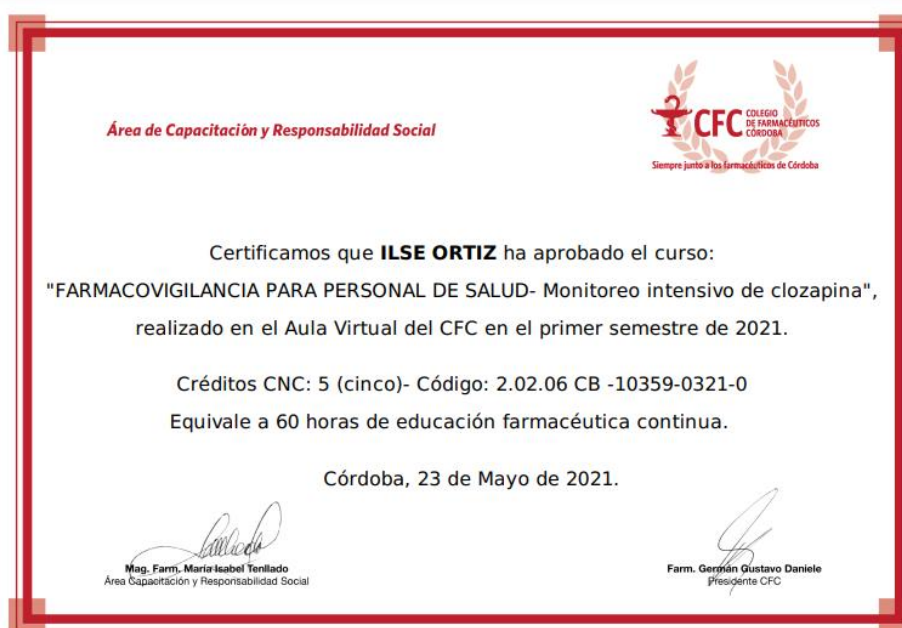 Área de Capacitación y Responsabilidad Social
CFC COLEGIO
DE FARMACÉUTICOS
CÓRDOBA
Siempre junto a los farmacéuticos de Córdoba
Certificamos que ILSE ORTIZ ha aprobado el curso:
"FARMACOVIGILANCIA PARA PERSONAL DE SALUD- Monitoreo intensivo de clozapina",
realizado en el Aula Virtual del CFC en el primer semestre de 2021.
Créditos CNC: 5 (cinco)- Código: 2.02.06 CB -10359-0321-0
Equivale a 60 horas de educación farmacéutica continua.
Córdoba, 23 de Mayo de 2021.
Mag. Farm. María Isabel Tenllado
Área Capacitación y Responsabilidad Social
Farm. Germán Gustavo Daniele
Presidente CFC